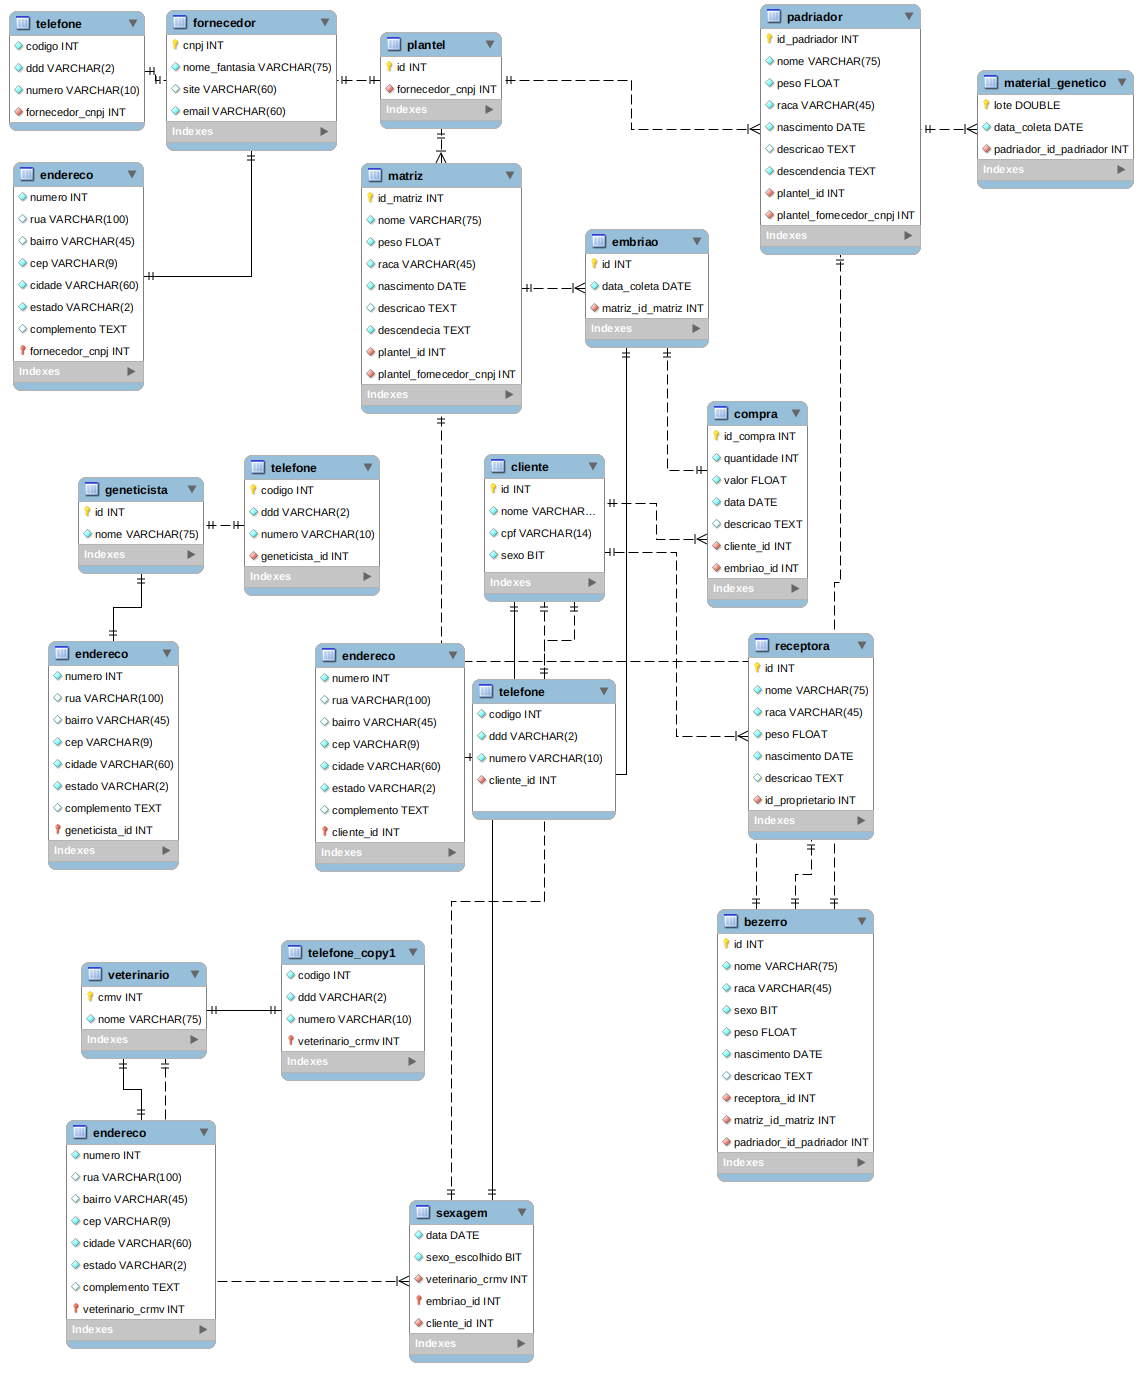 telefone
codigo INT
ddd VARCHAR(2)
numero VARCHAR(10)
fornecedor_cnpj INT
fornecedor
cnpj INT
nome_fantasia VARCHAR(75)
site VARCHAR(60)
email VARCHAR(60)
Indexes
plantel
id INT
fornecedor_cnpj INT
Indexes
padriador
id_padriador INT
nome VARCHAR(75)
peso FLOAT
raca VARCHAR(45)
nascimento DATE
descricao TEXT
descendencia TEXT
plantel_id INT
plantel_fornecedor_cnpj INT
Indexes
material_genetico
lote DOUBLE
data_coleta DATE
padriador_id_padriador INT
Indexes
endereco
numero INT
rua VARCHAR(100)
bairro VARCHAR(45)
cep VARCHAR(9)
cidade VARCHAR(60)
estado VARCHAR(2)
complemento TEXT
fornecedor_cnpj INT
Indexes
matriz
id_matriz INT
nome VARCHAR(75)
peso FLOAT
raca VARCHAR(45)
nascimento DATE
descricao TEXT
descendecia TEXT
plantel_id INT
plantel_fornecedor_cnpj INT
Indexes
embriao
id INT
data_coleta DATE
matriz_id_matriz INT
Indexes
compra
id_compra INT
quantidade INT
valor FLOAT
data DATE
descricao TEXT
cliente_id INT
embriao_id INT
Indexes
geneticista
id INT
nome VARCHAR(75)
Indexes
telefone
codigo INT
ddd VARCHAR(2)
numero VARCHAR(10)
geneticista_id INT
Indexes
cliente
id INT
nome VARCHAR...
cpf VARCHAR(14)
sexo BIT
Indexes
endereco
numero INT
rua VARCHAR(100)
bairro VARCHAR(45)
cep VARCHAR(9)
cidade VARCHAR(60)
estado VARCHAR(2)
complemento TEXT
geneticista_id INT
Indexes
endereco
numero INT
rua VARCHAR(100)
bairro VARCHAR(45)
cep VARCHAR(9)
cidade VARCHAR(60)
estado VARCHAR(2)
complemento TEXT
cliente_id INT
Indexes
telefone
codigo INT
ddd VARCHAR(2)
numero VARCHAR(10)
cliente_id INT
receptora
id INT
nome VARCHAR(75)
raca VARCHAR(45)
peso FLOAT
nascimento DATE
descricao TEXT
id_proprietario INT
Indexes
bezerro
id INT
nome VARCHAR(75)
raca VARCHAR(45)
sexo BIT
peso FLOAT
nascimento DATE
descricao TEXT
receptora_id INT
matriz_id_matriz INT
padriador_id_padriador INT
Indexes
veterinario
crmv INT
nome VARCHAR(75)
Indexes
telefone_copy1
codigo INT
ddd VARCHAR(2)
numero VARCHAR(10)
veterinario_crmv INT
Indexes
endereco
numero INT
rua VARCHAR(100)
bairro VARCHAR(45)
cep VARCHAR(9)
cidade VARCHAR(60)
estado VARCHAR(2)
complemento TEXT
veterinario_crmv INT
Indexes
sexagem
data DATE
sexo_escolhido BIT
veterinario_crmv INT
embriao_id INT
cliente_id INT
Indexes